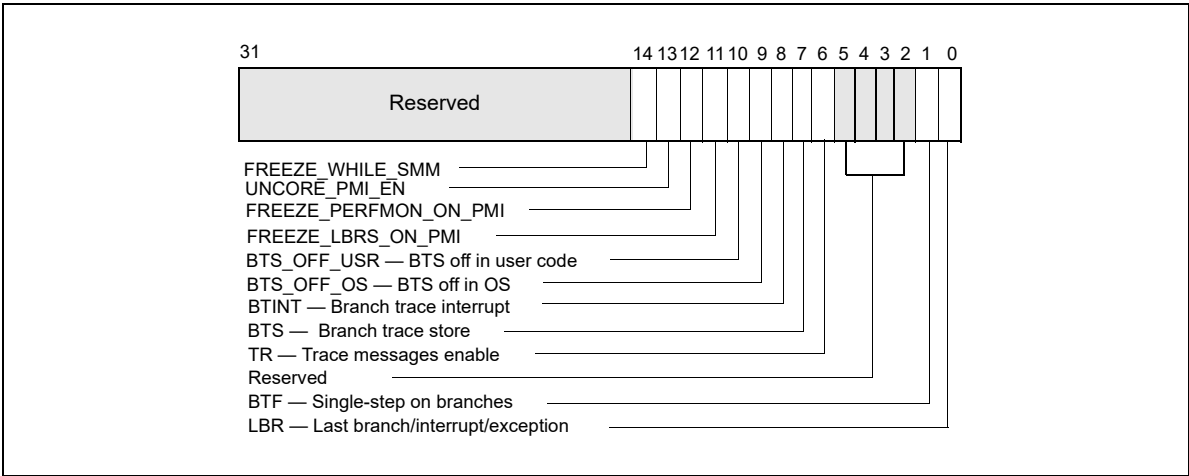 31 14 13 12 11 10 9 8 7 6 5 4 3 2 1 0
Reserved
FREEZE_WHILE_SMM
UNCORE_PMI_EN
FREEZE_PERFMON_ON_PMI
FREEZE_LBRS_ON_PMI
BTS_OFF_USR — BTS off in user code
BTS_OFF_OS — BTS off in OS
BTINT — Branch trace interrupt
BTS — Branch trace store
TR — Trace messages enable
Reserved
BTF — Single-step on branches
LBR — Last branch/interrupt/exception